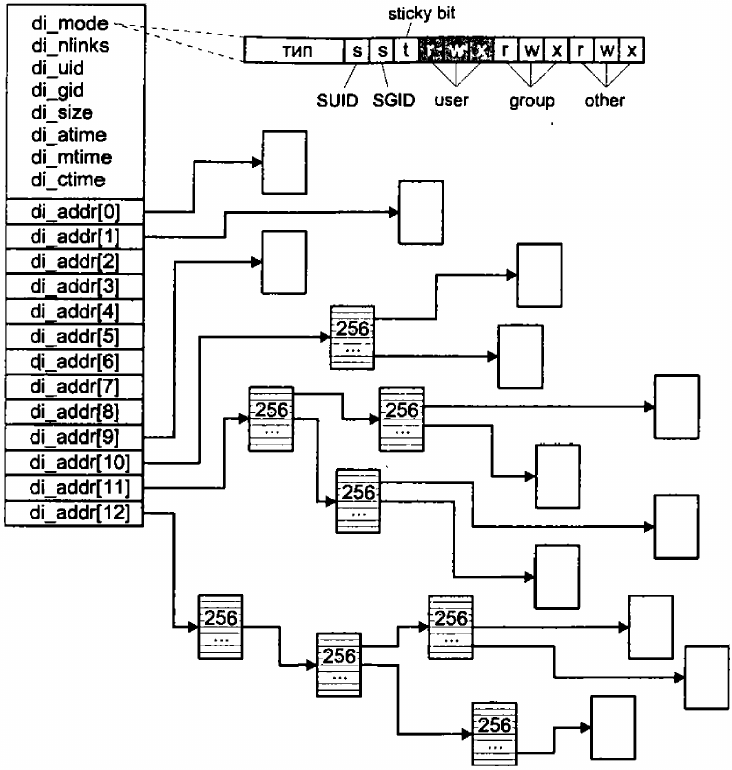 sticky bit
di_mode
тип s s t r w x r w x r w x
di_nlinks
di_uid
SUID SGID user group other
di_gid
di_size
di_atime
di_mtime
di_ctime
di_addr[0]
di_addr[1]
di_addr[2]
di_addr[3]
di_addr[4]
di_addr[5]
di_addr[6]
di_addr[7]
di_addr[8]
di_addr[9]
di_addr[10]
di_addr[11]
di_addr[12]
256
...
256
...
256
...
256
...
256
...
256
...
256
...
256
...